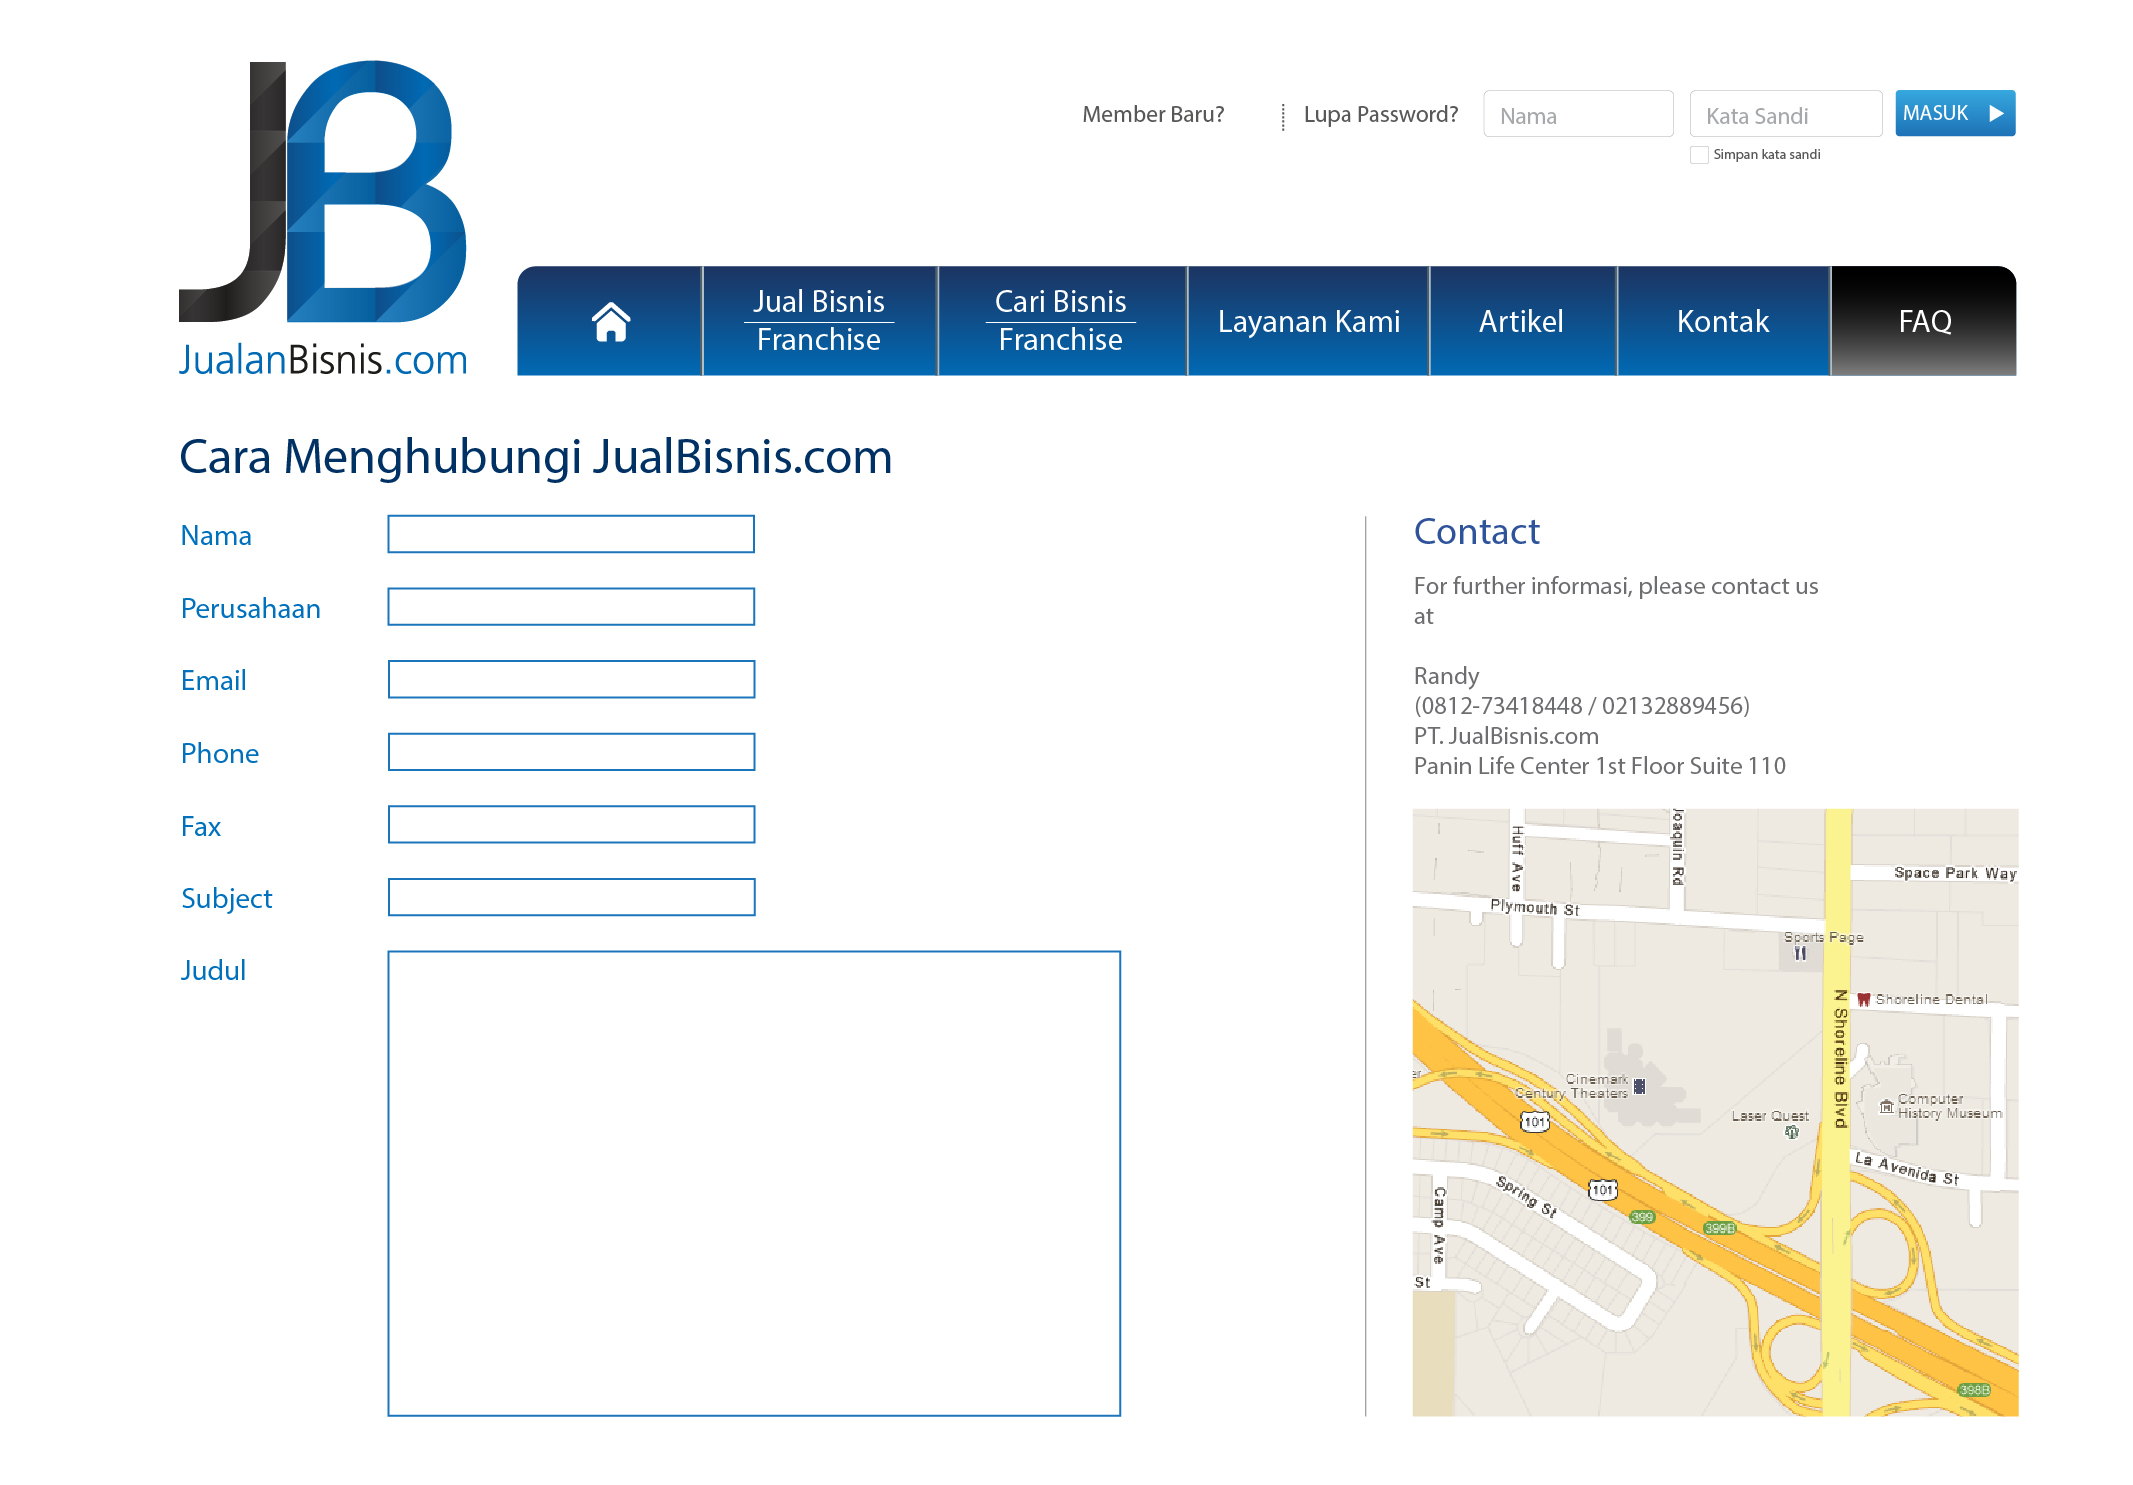 JB
JualanBisnis.com
Member Baru?
Lupa Password?
Nama
Kata Sandi
MASUK
Simpan kata sandi
Jual Bisnis
Franchise
Cari Bisnis
Franchise
Layanan Kami
Artikel
Kontak
FAQ
Cara Menghubungi JualBisnis.com
Nama
Perusahaan
Email
Phone
Fax
Subject
Judul
Contact
For further informasi, please contact us
at
Randy
(0812-73418448 / 02132889456)
PT. JualBisnis.com
Panin Life Center 1st Floor Suite 110
Huff Ave
Joaquin Rd
Space Park Way
Plymouth St
Sports Page
N Shoreline Blvd
Shoreline Dental
er
Cinemark
Century Theaters
101
Laser Quest
Computer
History Museum
La Avenida St
Spring St
101
Camp Ave
399
399B
St
398B